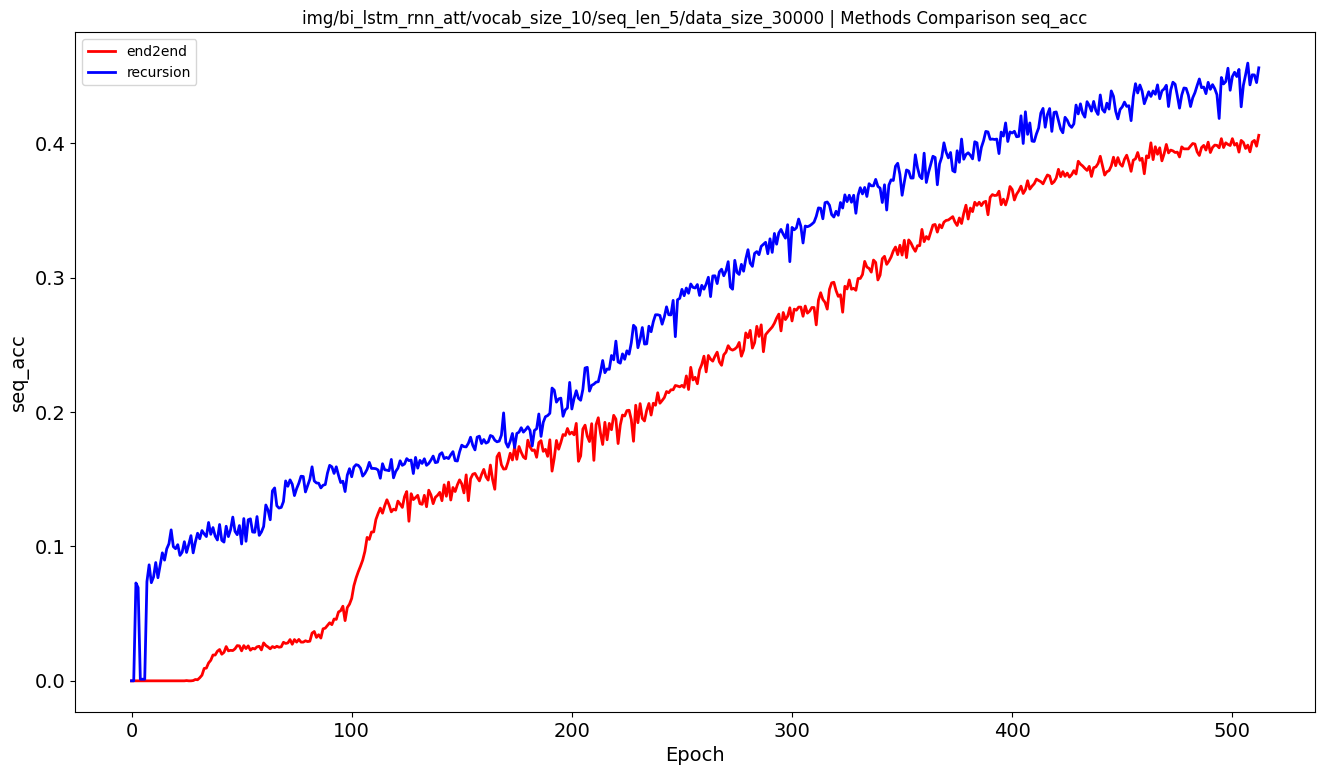 img/bi_lstm_rnn_att/vocab_size_10/seq_len_5/data_size_30000 | Methods Comparison seq_acc
end2end
recursion
seq_acc
0.4
0.3
0.2
0.1
0.0
0 100 200 300 400 500
Epoch